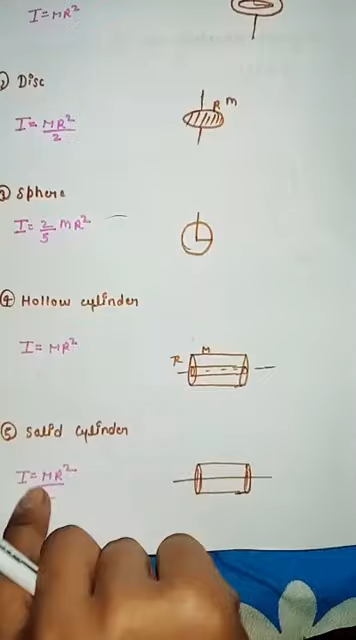 I = MR²
② Disc
R M
I = MR²/2
③ Sphere
I = 2/5 MR²
④ Hollow cylinder
I = MR²
R M
⑤ Solid cylinder
I = MR²